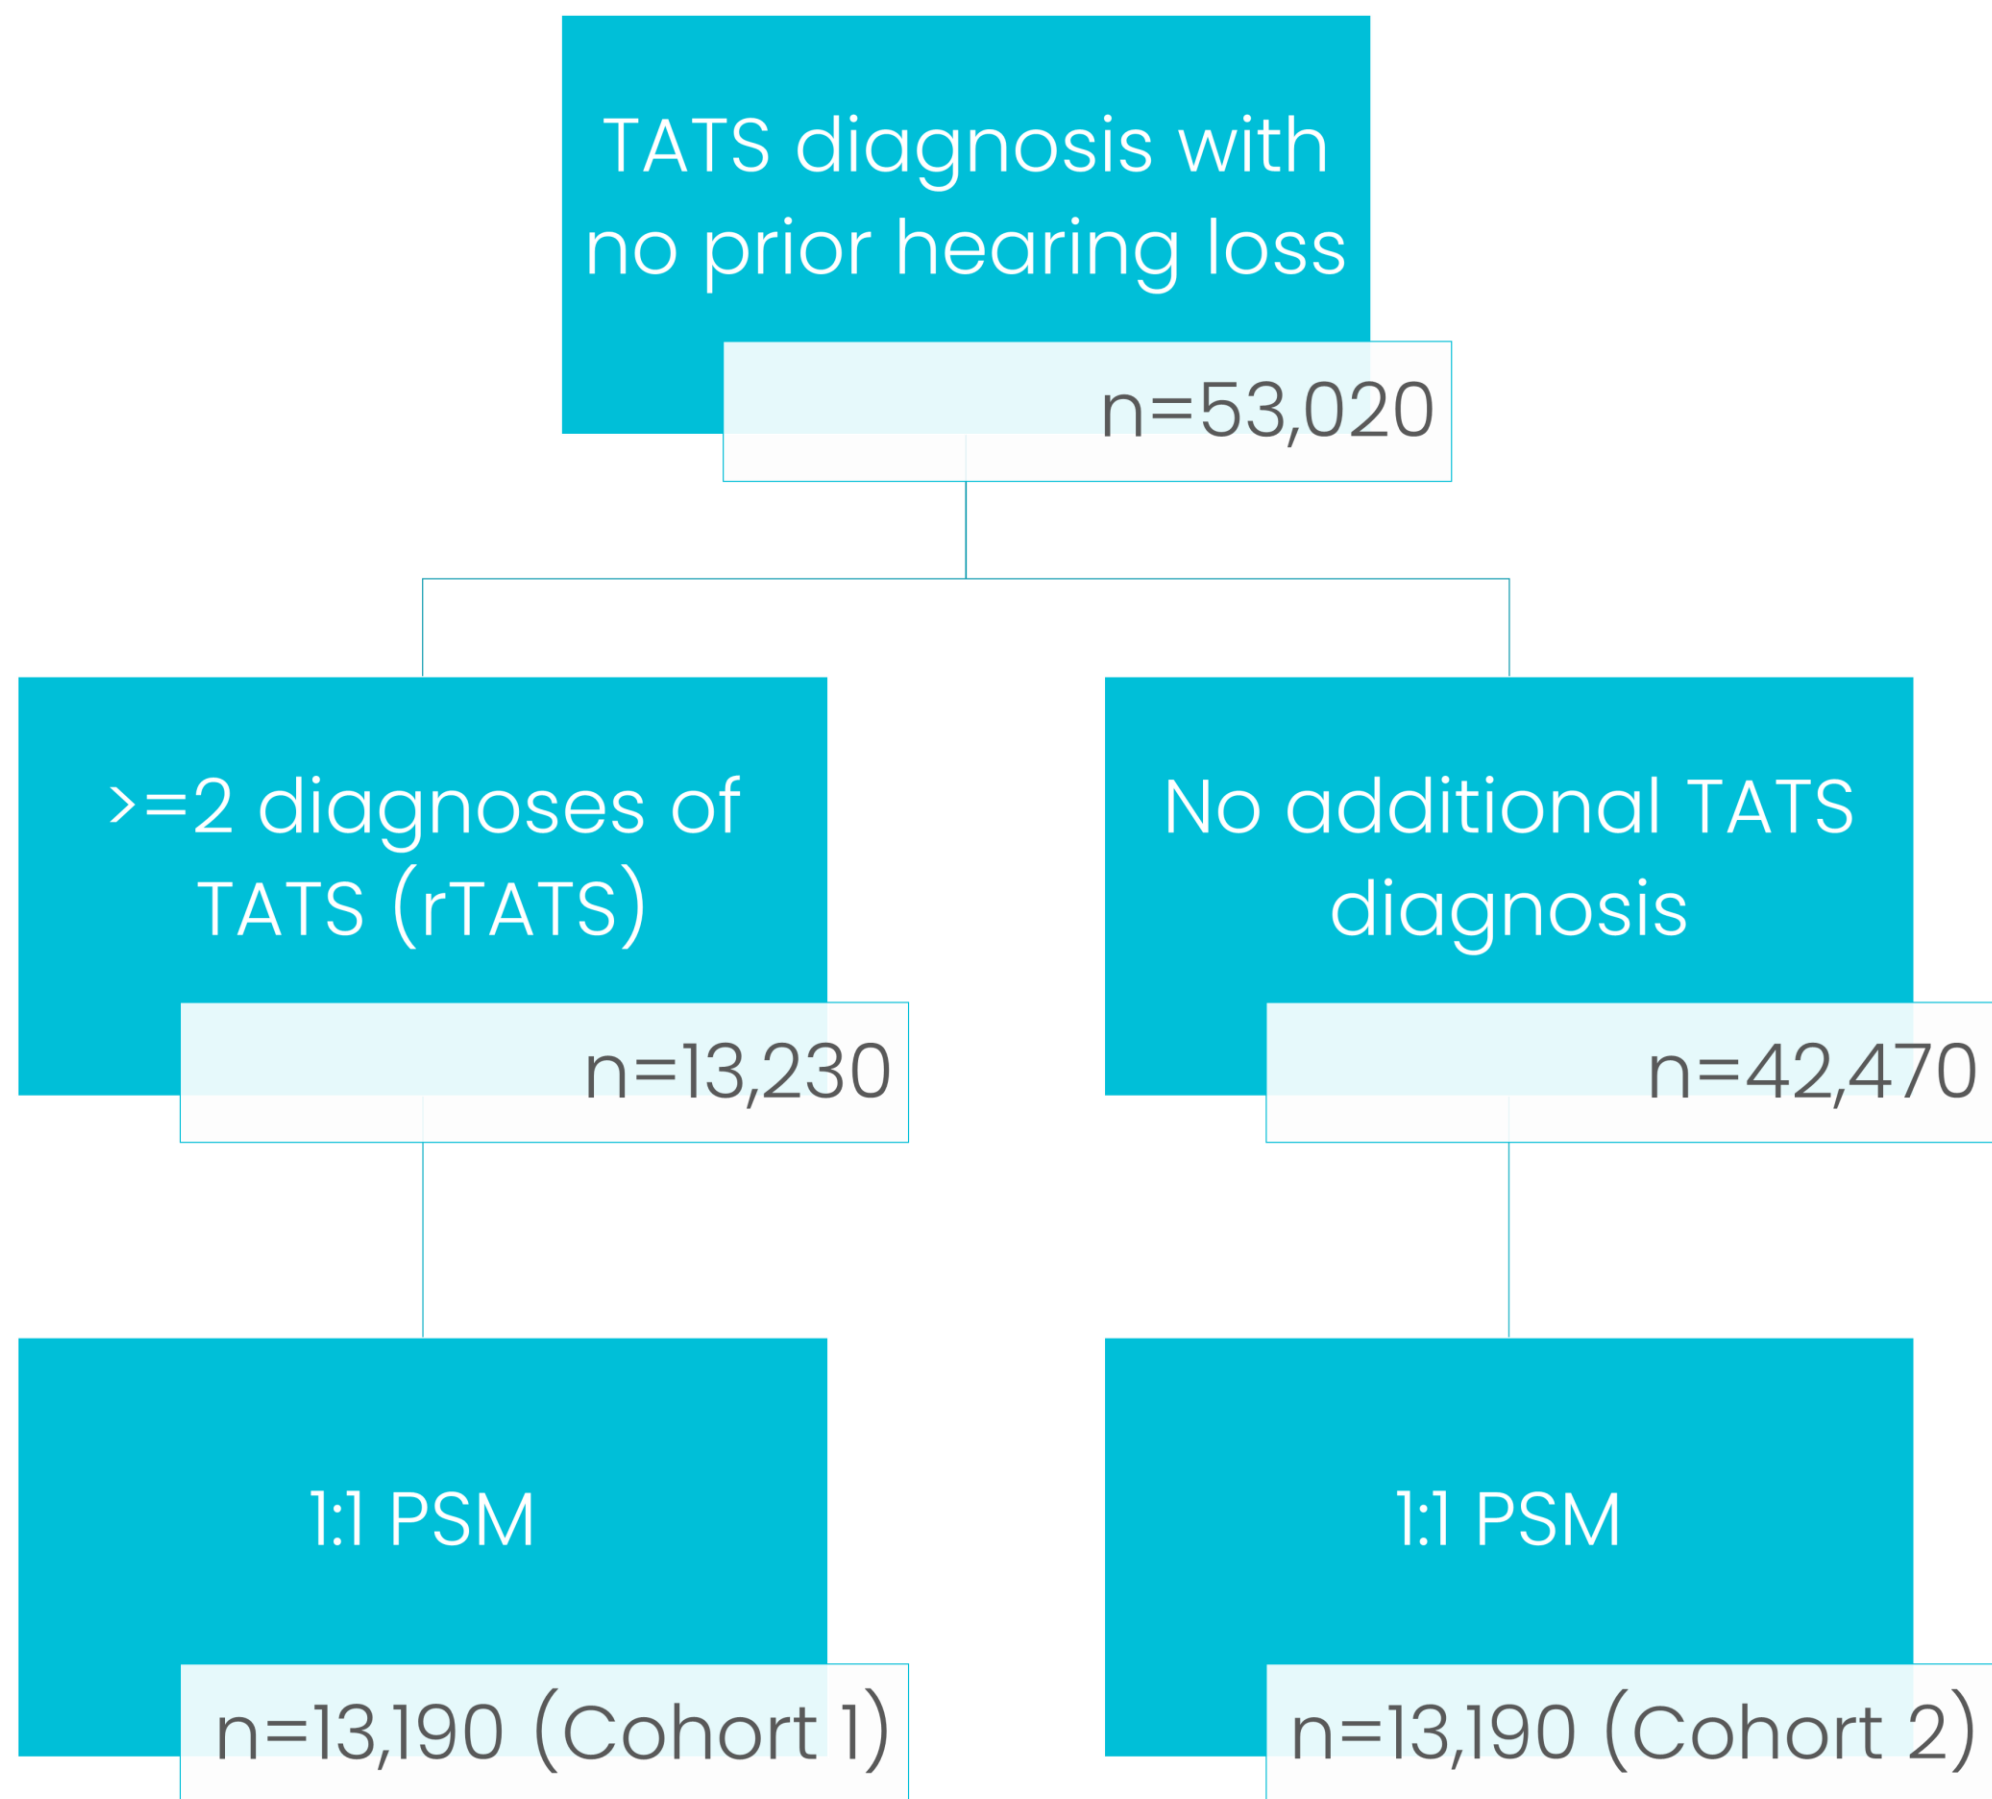 TATS diagnosis with
no prior hearing loss
n=53,020
>=2 diagnoses of
TATS (rTATS)
n=13,230
No additional TATS
diagnosis
n=42,470
1:1 PSM
n=13,190 (Cohort 1)
1:1 PSM
n=13,190 (Cohort 2)